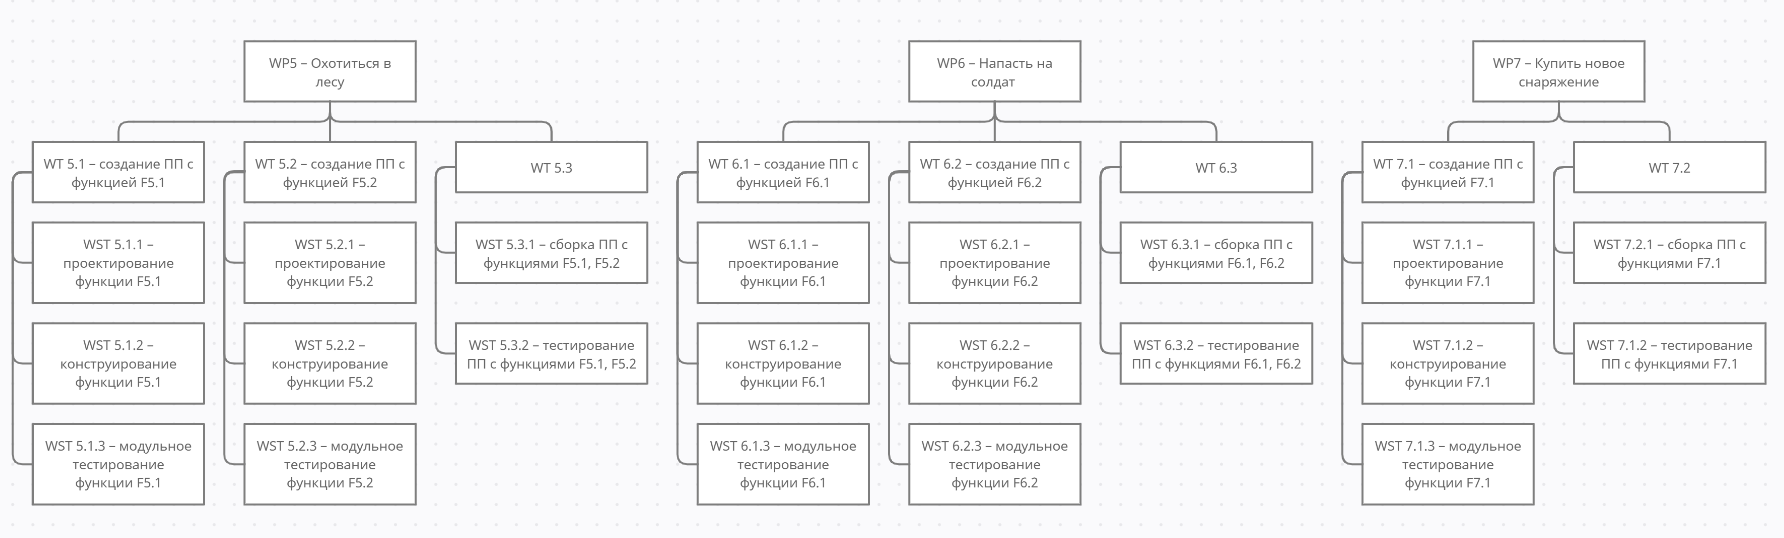 WP5 – Охотиться в
лесу
WP6 – Напасть на
солдат
WP7 – Купить новое
снаряжение
WT 5.1 – создание ПП с
функцией F5.1
WT 5.2 – создание ПП с
функцией F5.2
WT 5.3
WT 6.1 – создание ПП с
функцией F6.1
WT 6.2 – создание ПП с
функцией F6.2
WT 6.3
WT 7.1 – создание ПП с
функцией F7.1
WT 7.2
WST 5.1.1 –
проектирование
функции F5.1
WST 5.2.1 –
проектирование
функции F5.2
WST 5.3.1 – сборка ПП с
функциями F5.1, F5.2
WST 6.1.1 –
проектирование
функции F6.1
WST 6.2.1 –
проектирование
функции F6.2
WST 6.3.1 – сборка ПП с
функциями F6.1, F6.2
WST 7.1.1 –
проектирование
функции F7.1
WST 7.2.1 – сборка ПП с
функциями F7.1
WST 5.1.2 –
конструирование
функции F5.1
WST 5.2.2 –
конструирование
функции F5.2
WST 5.3.2 – тестирование
ПП с функциями F5.1, F5.2
WST 6.1.2 –
конструирование
функции F6.1
WST 6.2.2 –
конструирование
функции F6.2
WST 6.3.2 – тестирование
ПП с функциями F6.1, F6.2
WST 7.1.2 –
конструирование
функции F7.1
WST 7.1.2 – тестирование
ПП с функциями F7.1
WST 5.1.3 – модульное
тестирование
функции F5.1
WST 5.2.3 – модульное
тестирование
функции F5.2
WST 6.1.3 – модульное
тестирование
функции F6.1
WST 6.2.3 – модульное
тестирование
функции F6.2
WST 7.1.3 – модульное
тестирование
функции F7.1